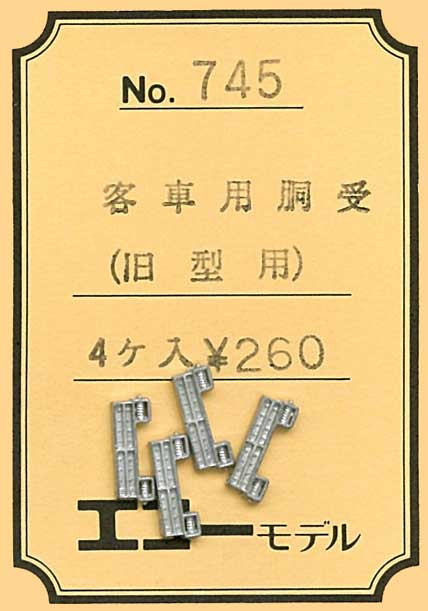 No. 745
客車用胴受
(旧型用)
4ケ入¥260
エコーモデル